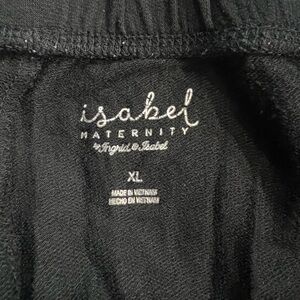 isabel
MATERNITY
by Ingrid & Isabel
XL
MADE IN VIETNAM
HECHO EN VIETNAM